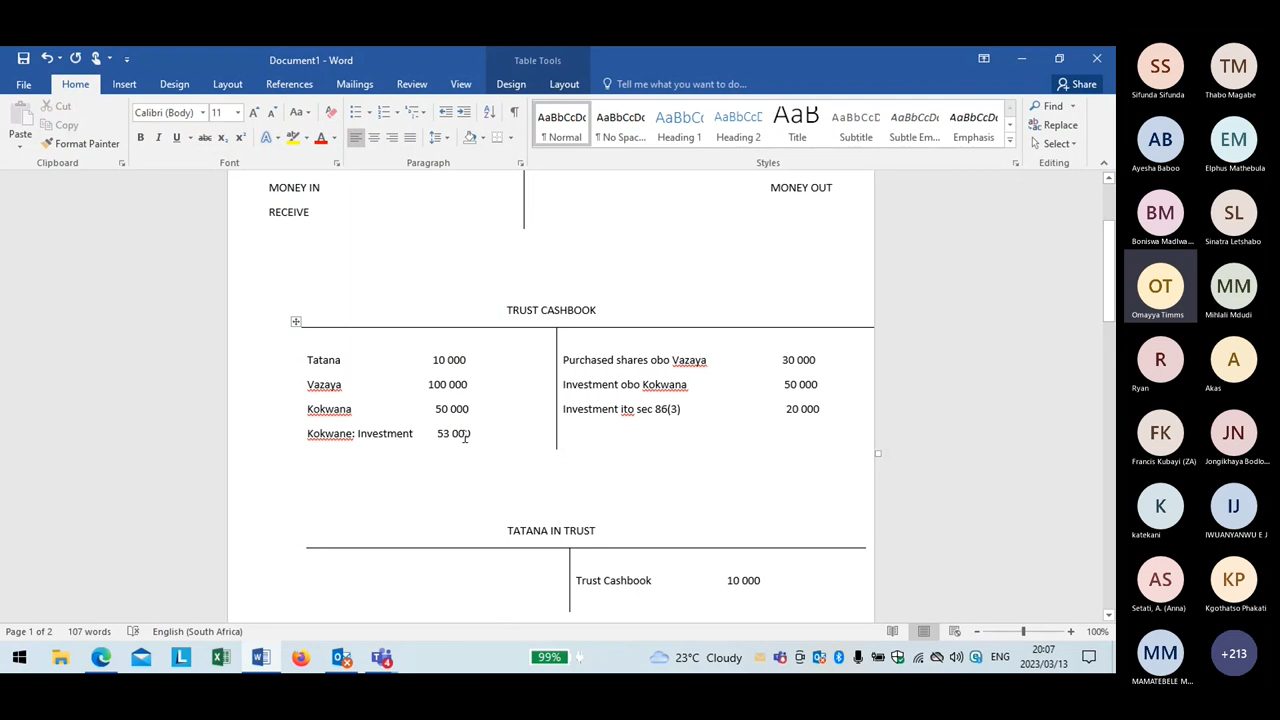 Document1 - Word
Table Tools
File
Home
Insert
Design
Layout
References
Mailings
Review
View
Design
Layout
Tell me what you want to do...
Share
Paste
Cut
Copy
Format Painter
Clipboard
Calibri (Body)
11
Font
Paragraph
AaBbCcDc
¶ Normal
AaBbCcDc
¶ No Spac...
AaBbCc
Heading 1
AaBbCcD
Heading 2
AaB
Title
AaBbCcD
Subtitle
AaBbCcDc
Subtle Em...
AaBbCcDc
Emphasis
Styles
Find
Replace
Select
Editing
MONEY IN
MONEY OUT
RECEIVE
TRUST CASHBOOK
Tatana 10 000 Purchased shares obo Vazaya 30 000
Vazaya 100 000 Investment obo Kokwana 50 000
Kokwana 50 000 Investment ito sec 86(3) 20 000
Kokwane: Investment 53 000
TATANA IN TRUST
Trust Cashbook 10 000
Page 1 of 2
107 words
English (South Africa)
100%
99%
23°C Cloudy
ENG
20:07
2023/03/13
SS
Sifunda Sifunda
TM
Thabo Magabe
AB
Ayesha Baboo
EM
Elphus Mathebula
BM
Boniswa Madlwa...
SL
Sinatra Letshabo
OT
Omayya Timms
MM
Mihlali Mdudi
R
Ryan
A
Akas
FK
Francis Kubayi (ZA)
JN
Jongikhaya Bodlo...
K
katekani
IJ
IWUANYANWU E J
AS
Setati, A. (Anna)
KP
Kgothatso Phakati
MM
MAMATEBELE M...
+213